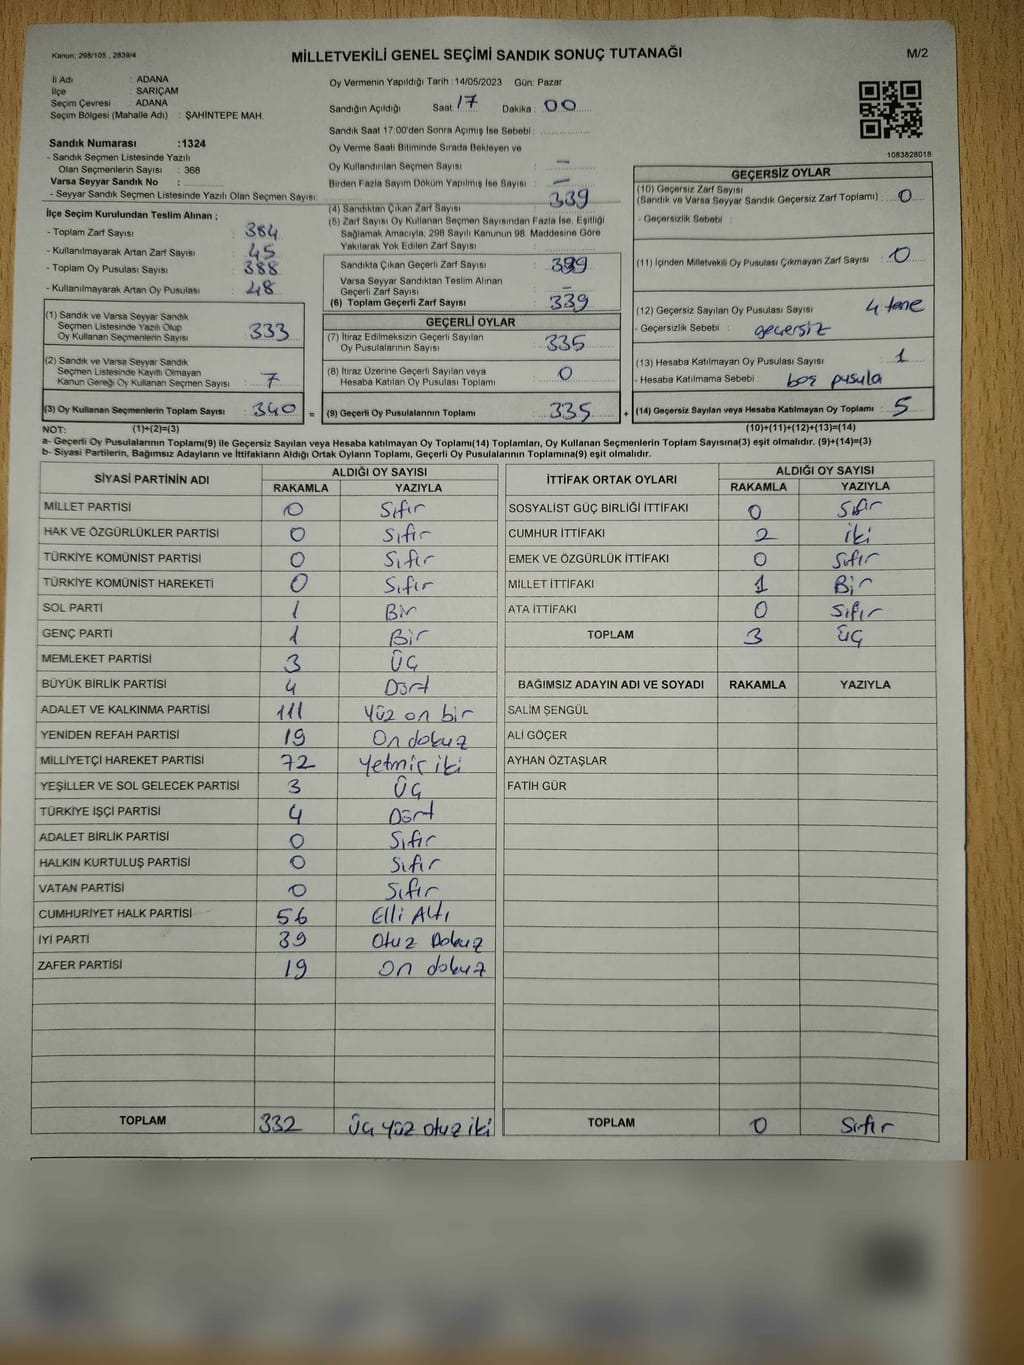 Kanun: 298/105 , 2839/4
MİLLETVEKİLİ GENEL SEÇİMİ SANDIK SONUÇ TUTANAĞI
M/2
İl Adı : ADANA
İlçe : SARIÇAM
Seçim Çevresi : ADANA
Seçim Bölgesi (Mahalle Adı) : ŞAHİNTEPE MAH.
Sandık Numarası :1324
- Sandık Seçmen Listesinde Yazılı
Olan Seçmenlerin Sayısı : 368
Varsa Seyyar Sandık No :
- Seyyar Sandık Seçmen Listesinde Yazılı Olan Seçmen Sayısı:
İlçe Seçim Kurulundan Teslim Alınan ;
- Toplam Zarf Sayısı : 384
- Kullanılmayarak Artan Zarf Sayısı : 45
- Toplam Oy Pusulası Sayısı : 388
- Kullanılmayarak Artan Oy Pusulası : 48
(1) Sandık ve Varsa Seyyar Sandık
Seçmen Listesinde Yazılı Olup
Oy Kullanan Seçmenlerin Sayısı : 333
(2) Sandık ve Varsa Seyyar Sandık
Seçmen Listesinde Kayıtlı Olmayan
Kanun Gereği Oy Kullanan Seçmen Sayısı : 7
(3) Oy Kullanan Seçmenlerin Toplam Sayısı : 340 =
Oy Vermenin Yapıldığı Tarih : 14/05/2023 Gün: Pazar
Sandığın Açıldığı Saat 17 Dakika : 00
Sandık Saat 17:00'den Sonra Açımış İse Sebebi :
Oy Verme Saati Bitiminde Sırada Bekleyen ve
Oy Kullandırılan Seçmen Sayısı : —
Birden Fazla Sayım Döküm Yapılmış İse Sayısı : —
(4) Sandıktan Çıkan Zarf Sayısı : 339
(5) Zarf Sayısı Oy Kullanan Seçmen Sayısından Fazla İse, Eşitliği
Sağlamak Amacıyla, 298 Sayılı Kanunun 98. Maddesine Göre
Yakılarak Yok Edilen Zarf Sayısı :
Sandıkta Çıkan Geçerli Zarf Sayısı : 339
Varsa Seyyar Sandıktan Teslim Alınan
Geçerli Zarf Sayısı : —
(6) Toplam Geçerli Zarf Sayısı : 339
GEÇERLİ OYLAR
(7) İtiraz Edilmeksizin Geçerli Sayılan
Oy Pusulalarının Sayısı : 335
(8) İtiraz Üzerine Geçerli Sayılan veya
Hesaba Katılan Oy Pusulası Toplamı : 0
(9) Geçerli Oy Pusulalarının Toplamı : 335 +
1083828018
GEÇERSİZ OYLAR
(10) Geçersiz Zarf Sayısı
(Sandık ve Varsa Seyyar Sandık Geçersiz Zarf Toplamı) : 0
- Geçersizlik Sebebi :
(11) İçinden Milletvekili Oy Pusulası Çıkmayan Zarf Sayısı : 0
(12) Geçersiz Sayılan Oy Pusulası Sayısı : 4 tane
- Geçersizlik Sebebi : geçersiz
(13) Hesaba Katılmayan Oy Pusulası Sayısı : 1
- Hesaba Katılmama Sebebi : boş pusula
(14) Geçersiz Sayılan veya Hesaba Katılmayan Oy Toplamı : 5
NOT: (1)+(2)=(3) (10)+(11)+(12)+(13)=(14)
a- Geçerli Oy Pusulalarının Toplamı(9) ile Geçersiz Sayılan veya Hesaba katılmayan Oy Toplamı(14) Toplamları, Oy Kullanan Seçmenlerin Toplam Sayısına(3) eşit olmalıdır. (9)+(14)=(3)
b- Siyasi Partilerin, Bağımsız Adayların ve İttifakların Aldığı Ortak Oyların Toplamı, Geçerli Oy Pusulalarının Toplamına(9) eşit olmalıdır.
SİYASİ PARTİNİN ADI ALDIĞI OY SAYISI
RAKAMLA YAZIYLA
MİLLET PARTİSİ 0 Sıfır
HAK VE ÖZGÜRLÜKLER PARTİSİ 0 Sıfır
TÜRKİYE KOMÜNİST PARTİSİ 0 Sıfır
TÜRKİYE KOMÜNİST HAREKETİ 0 Sıfır
SOL PARTİ 1 Bir
GENÇ PARTİ 1 Bir
MEMLEKET PARTİSİ 3 Üç
BÜYÜK BİRLİK PARTİSİ 4 Dört
ADALET VE KALKINMA PARTİSİ 111 Yüz on bir
YENİDEN REFAH PARTİSİ 19 On dokuz
MİLLİYETÇİ HAREKET PARTİSİ 72 Yetmiş iki
YEŞİLLER VE SOL GELECEK PARTİSİ 3 Üç
TÜRKİYE İŞÇİ PARTİSİ 4 Dört
ADALET BİRLİK PARTİSİ 0 Sıfır
HALKIN KURTULUŞ PARTİSİ 0 Sıfır
VATAN PARTİSİ 0 Sıfır
CUMHURİYET HALK PARTİSİ 56 Elli Altı
İYİ PARTİ 39 Otuz Dokuz
ZAFER PARTİSİ 19 On dokuz
TOPLAM 332 Üç yüz otuz iki
İTTİFAK ORTAK OYLARI ALDIĞI OY SAYISI
RAKAMLA YAZIYLA
SOSYALİST GÜÇ BİRLİĞİ İTTİFAKI 0 Sıfır
CUMHUR İTTİFAKI 2 iki
EMEK VE ÖZGÜRLÜK İTTİFAKI 0 Sıfır
MİLLET İTTİFAKI 1 Bir
ATA İTTİFAKI 0 Sıfır
TOPLAM 3 üç
BAĞIMSIZ ADAYIN ADI VE SOYADI RAKAMLA YAZIYLA
SALİM ŞENGÜL
ALİ GÖÇER
AYHAN ÖZTAŞLAR
FATİH GÜR
TOPLAM 0 Sıfır